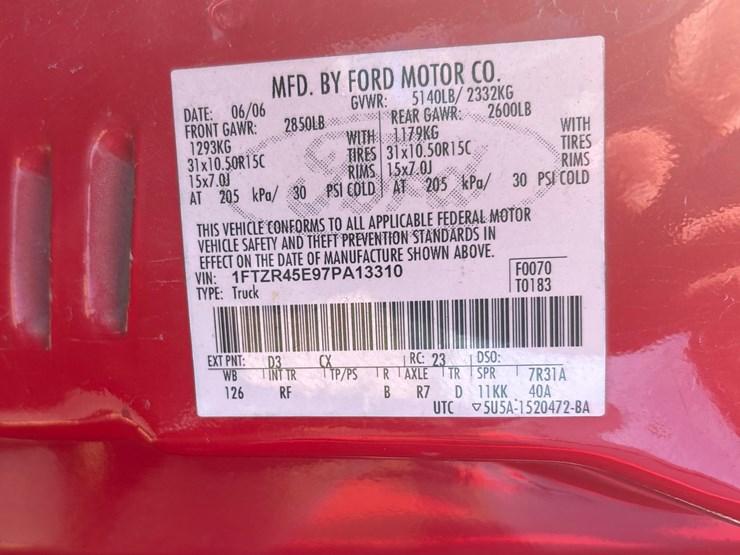 MFD. BY FORD MOTOR CO.
DATE: 06/06 GVWR: 5140LB/ 2332KG
FRONT GAWR: 2850LB REAR GAWR: 2600LB
1293KG WITH 1179KG WITH
31x10.50R15C TIRES 31x10.50R15C TIRES
15x7.0J RIMS 15x7.0J RIMS
AT 205 kPa/ 30 PSI COLD AT 205 kPa/ 30 PSI COLD
Ford
THIS VEHICLE CONFORMS TO ALL APPLICABLE FEDERAL MOTOR
VEHICLE SAFETY AND THEFT PREVENTION STANDARDS IN
EFFECT ON THE DATE OF MANUFACTURE SHOWN ABOVE.
VIN: 1FTZR45E97PA13310 F0070
TYPE: Truck T0183
EXT PNT: D3 CX RC: 23 DSO:
WB INT TR TP/PS R AXLE TR SPR 7R31A
126 RF B R7 D 11KK 40A
UTC ▽5U5A-1520472-BA